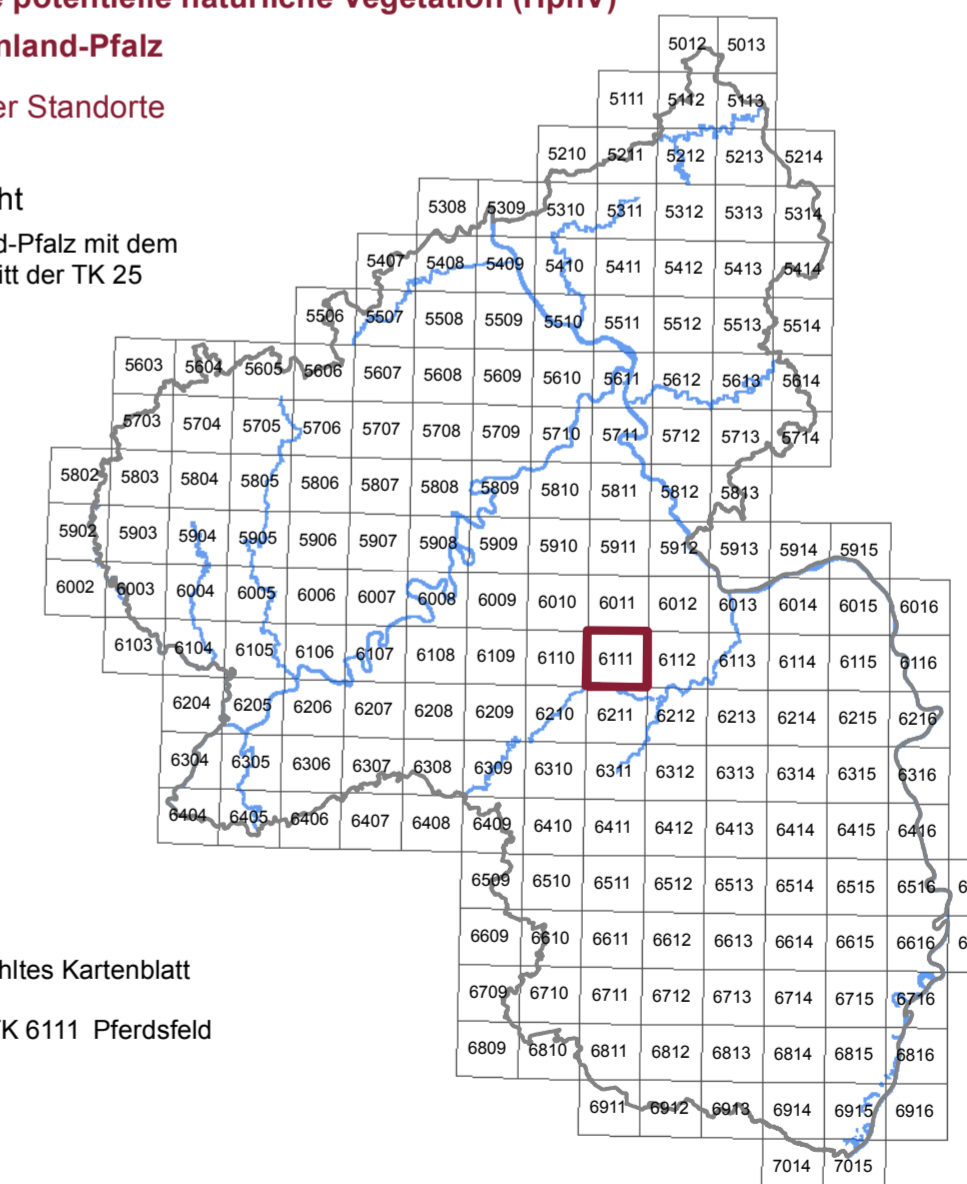 potentielle natürliche Vegetation (HpnV)
nland-Pfalz
er Standorte
ht
d-Pfalz mit dem
itt der TK 25
5012 5013
5111 5112 5113
5210 5211 5212 5213 5214
5308 5309 5310 5311 5312 5313 5314
5407 5408 5409 5410 5411 5412 5413 5414
5506 5507 5508 5509 5510 5511 5512 5513 5514
5603 5604 5605 5606 5607 5608 5609 5610 5611 5612 5613 5614
5703 5704 5705 5706 5707 5708 5709 5710 5711 5712 5713 5714
5802 5803 5804 5805 5806 5807 5808 5809 5810 5811 5812 5813
5902 5903 5904 5905 5906 5907 5908 5909 5910 5911 5912 5913 5914 5915
6002 6003 6004 6005 6006 6007 6008 6009 6010 6011 6012 6013 6014 6015 6016
6103 6104 6105 6106 6107 6108 6109 6110 6111 6112 6113 6114 6115 6116
6204 6205 6206 6207 6208 6209 6210 6211 6212 6213 6214 6215 6216
6304 6305 6306 6307 6308 6309 6310 6311 6312 6313 6314 6315 6316
6404 6405 6406 6407 6408 6409 6410 6411 6412 6413 6414 6415 6416
6509 6510 6511 6512 6513 6514 6515 6516 6
6609 6610 6611 6612 6613 6614 6615 6616 6
6709 6710 6711 6712 6713 6714 6715 6716
6809 6810 6811 6812 6813 6814 6815 6816
6911 6912 6913 6914 6915 6916
7014 7015
hltes Kartenblatt
TK 6111 Pferdsfeld